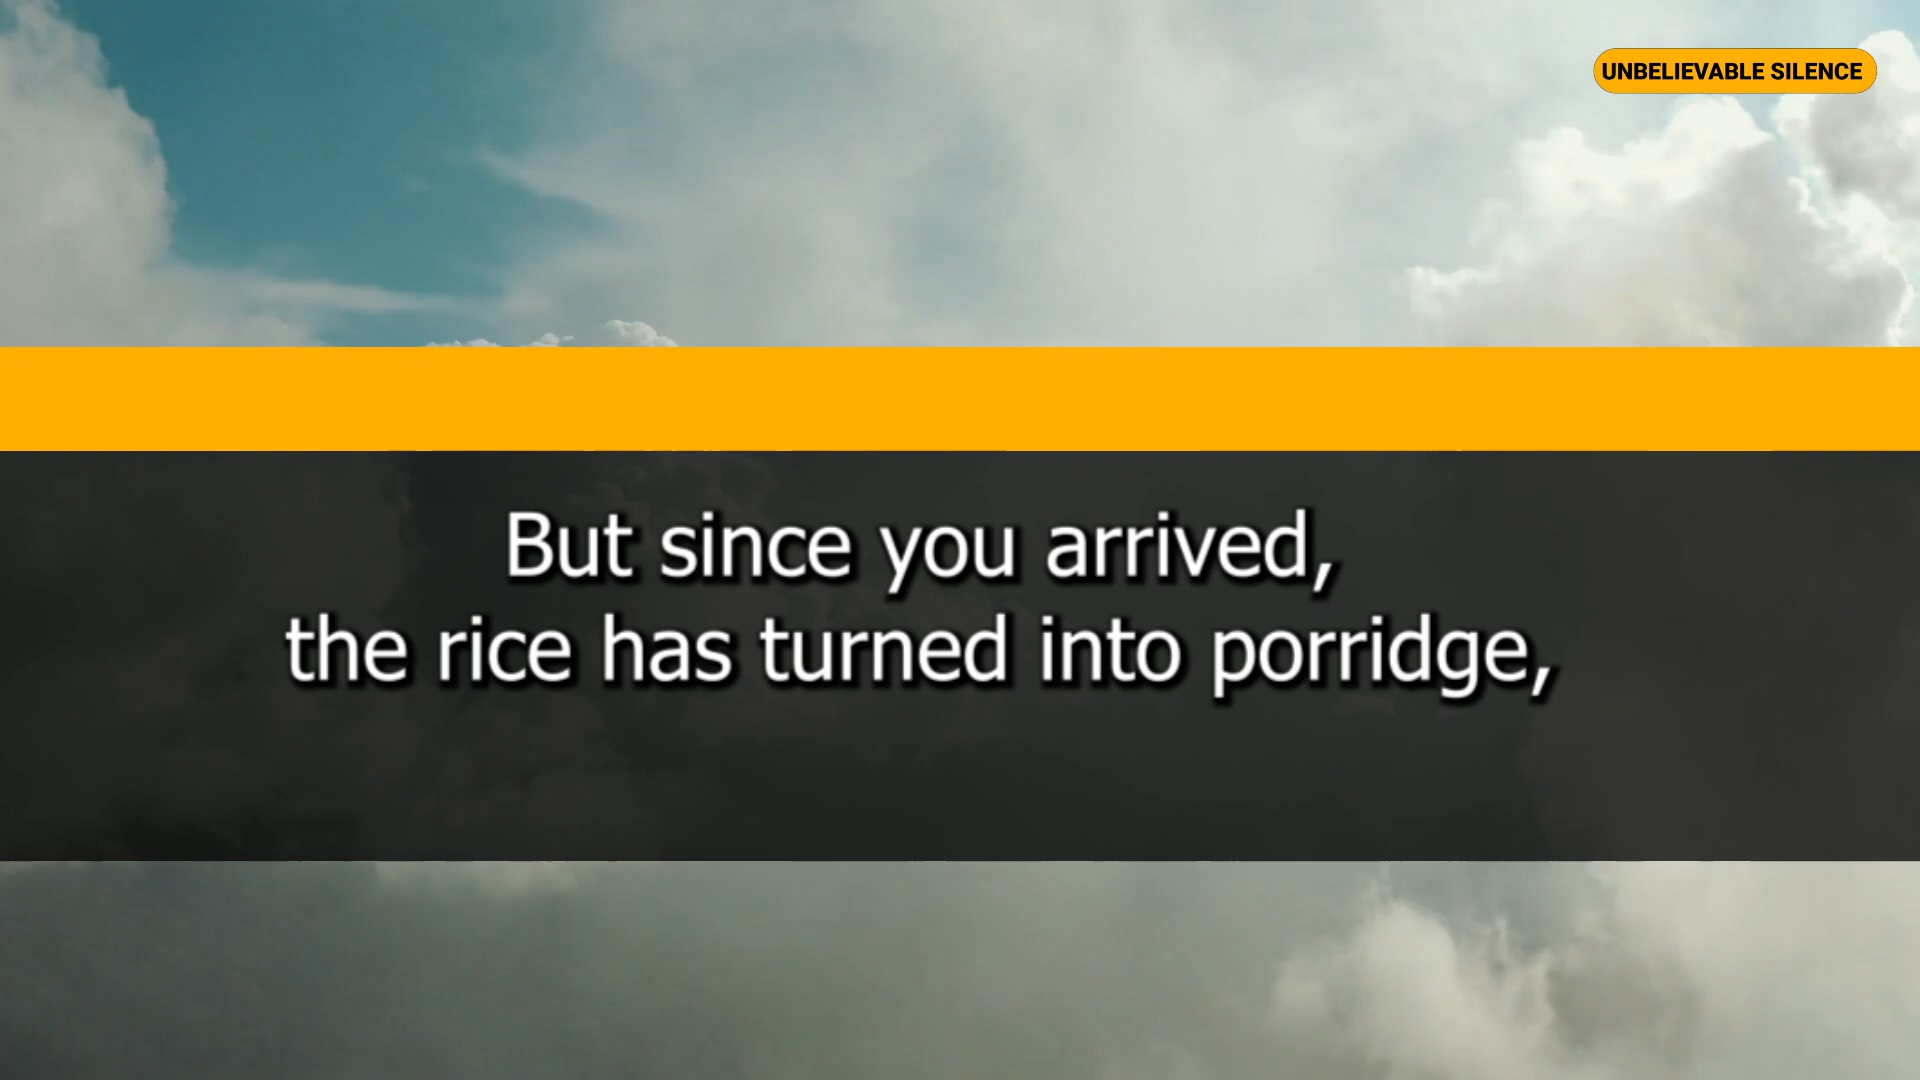 UNBELIEVABLE SILENCE
But since you arrived,
the rice has turned into porridge,